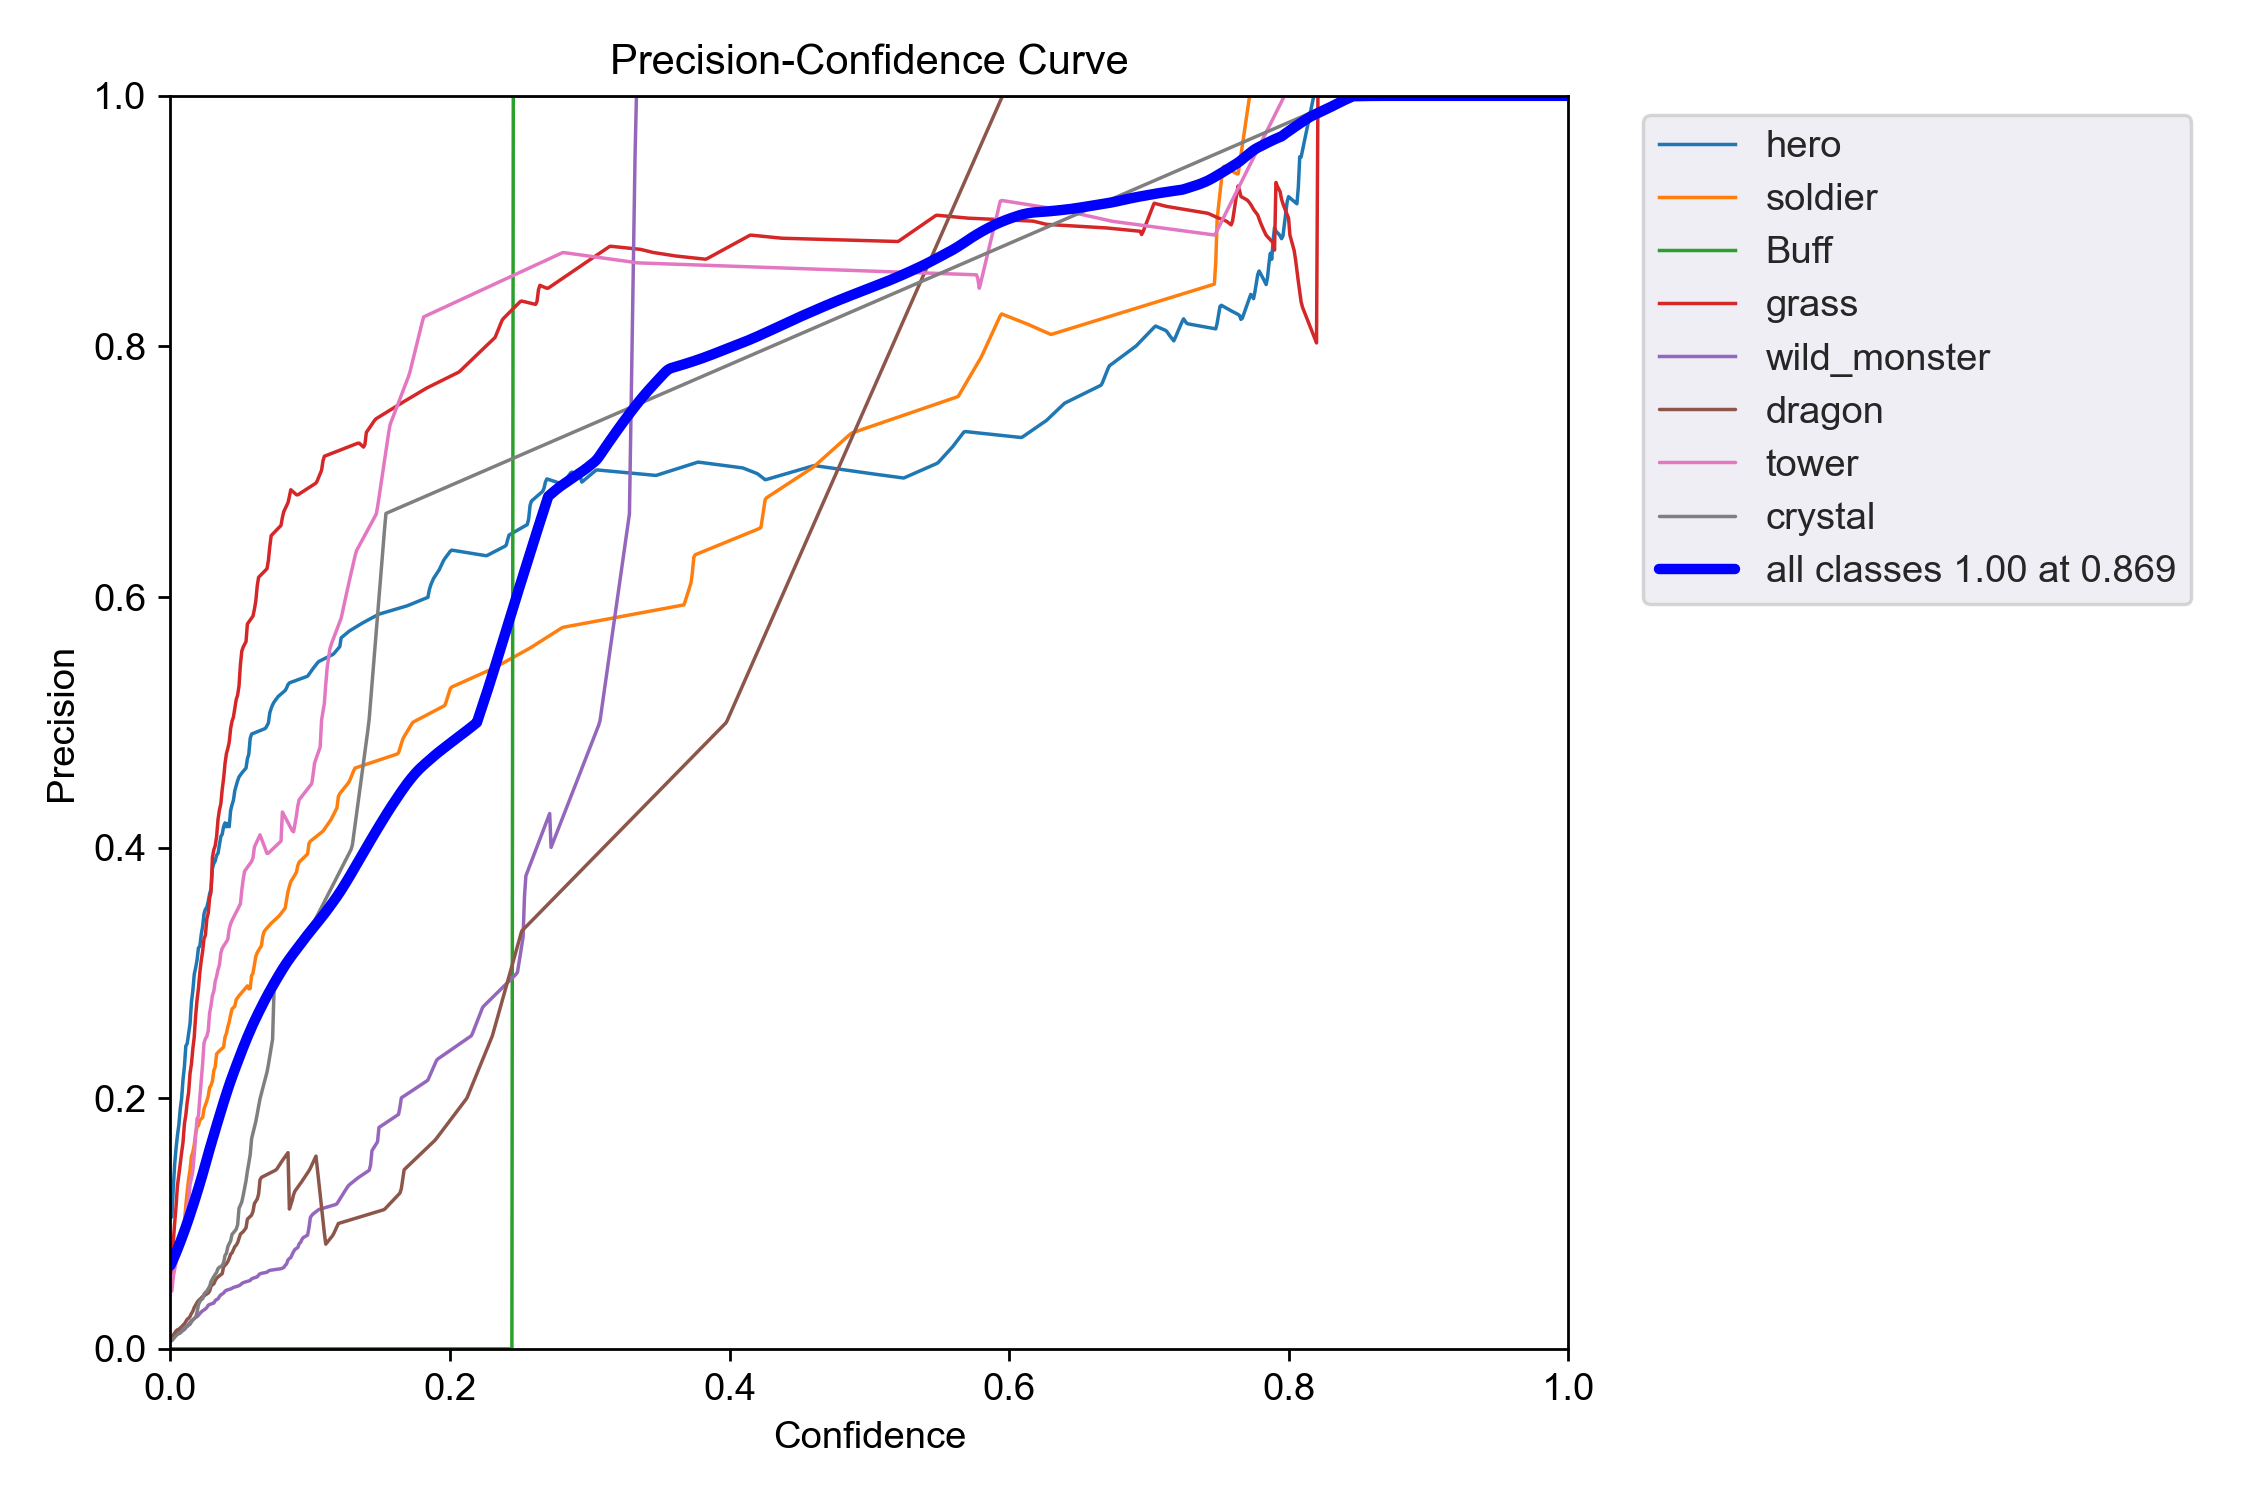 Precision-Confidence Curve
1.0
0.8
0.6
0.4
0.2
0.0
Precision
0.0 0.2 0.4 0.6 0.8 1.0
Confidence
hero
soldier
Buff
grass
wild_monster
dragon
tower
crystal
all classes 1.00 at 0.869